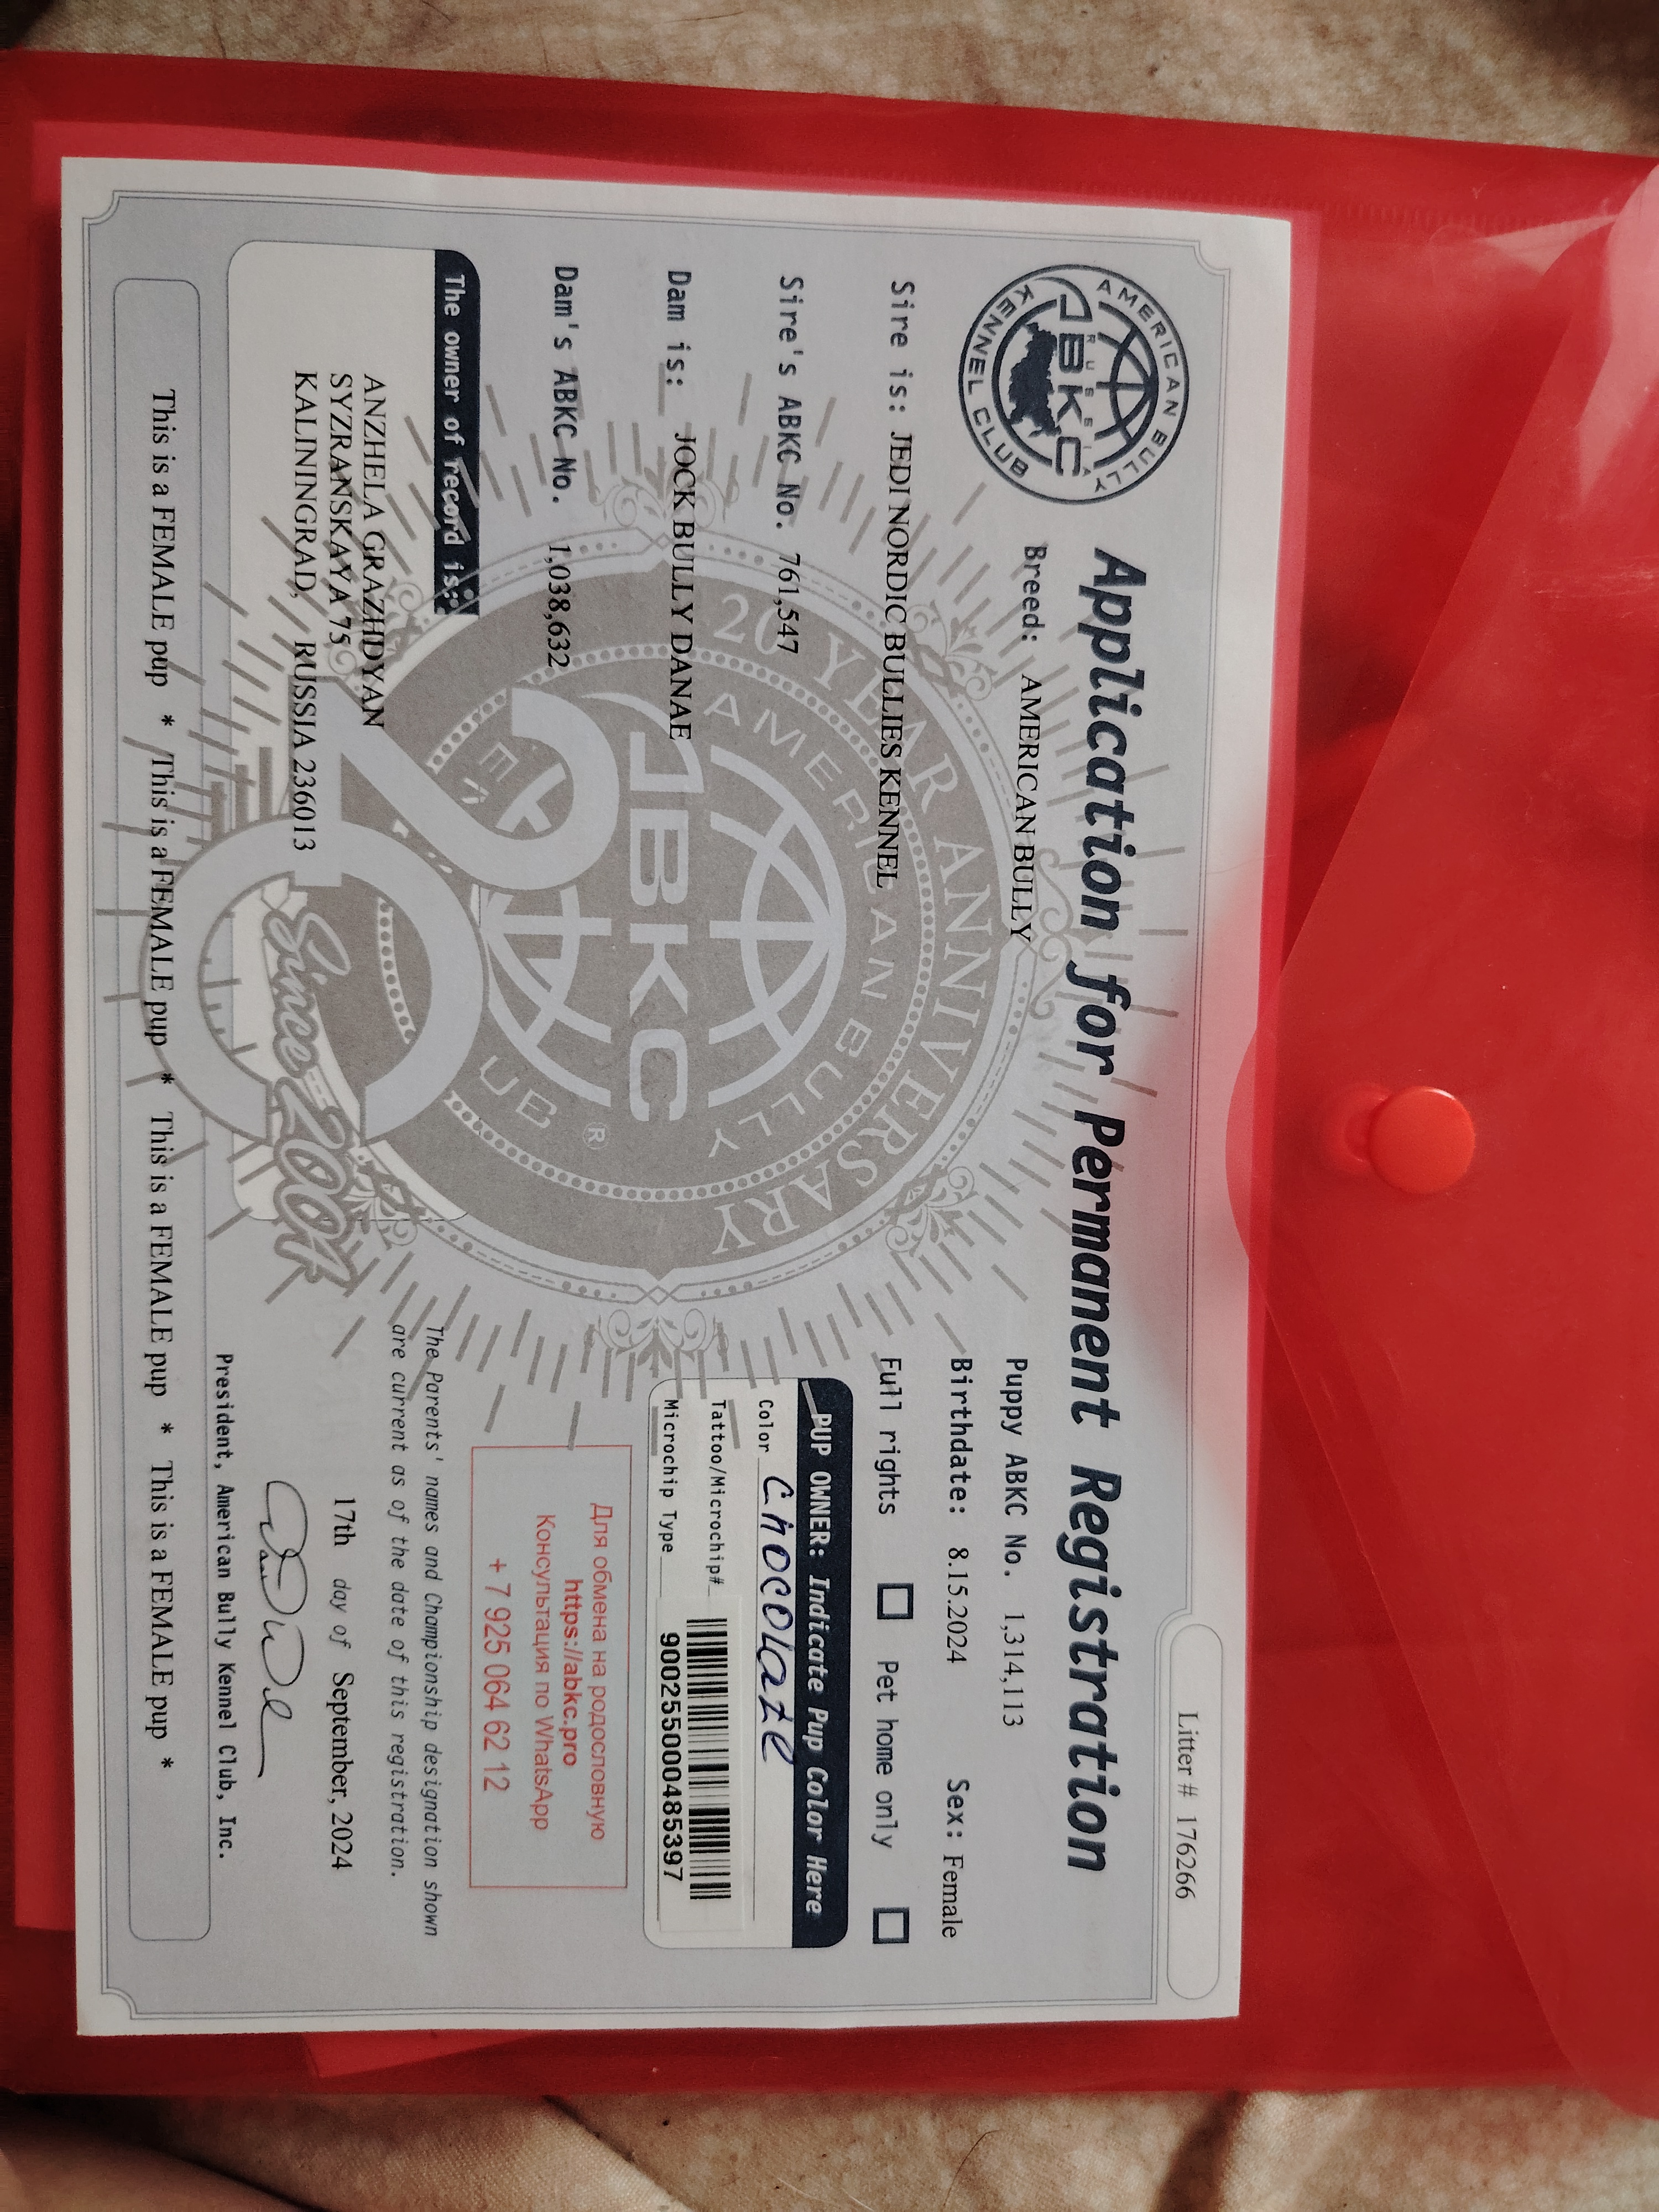 Litter # 176266
AMERICAN BULLY
RUSSIA
ABKC
KENNEL CLUB
Application for Permanent Registration
Breed: AMERICAN BULLY
Puppy ABKC No. 1,314,113
Birthdate: 8.15.2024 Sex: Female
Sire is: JEDI NORDIC BULLIES KENNEL
Full rights Pet home only
Sire's ABKC No. 761,547
PUP OWNER: Indicate Pup Color Here
Color Chocolate
Tattoo/Microchip#
900255000485397
Microchip Type
Dam is: JOCK BULLY DANAE
Dam's ABKC No. 1,038,632
Для обмена на родословную
https://abkc.pro
Консультация по WhatsApp
+ 7 925 064 62 12
The owner of record is:
ANZHELA GRAZHDYAN
SYZRANSKAYA 75
KALININGRAD, RUSSIA 236013
20 YEAR ANNIVERSARY
AMERICAN BULLY
ABKC
®
20
Since 2004
The Parents' names and Championship designation shown
are current as of the date of this registration.
17th day of September, 2024
President, American Bully Kennel Club, Inc.
This is a FEMALE pup * This is a FEMALE pup * This is a FEMALE pup * This is a FEMALE pup *